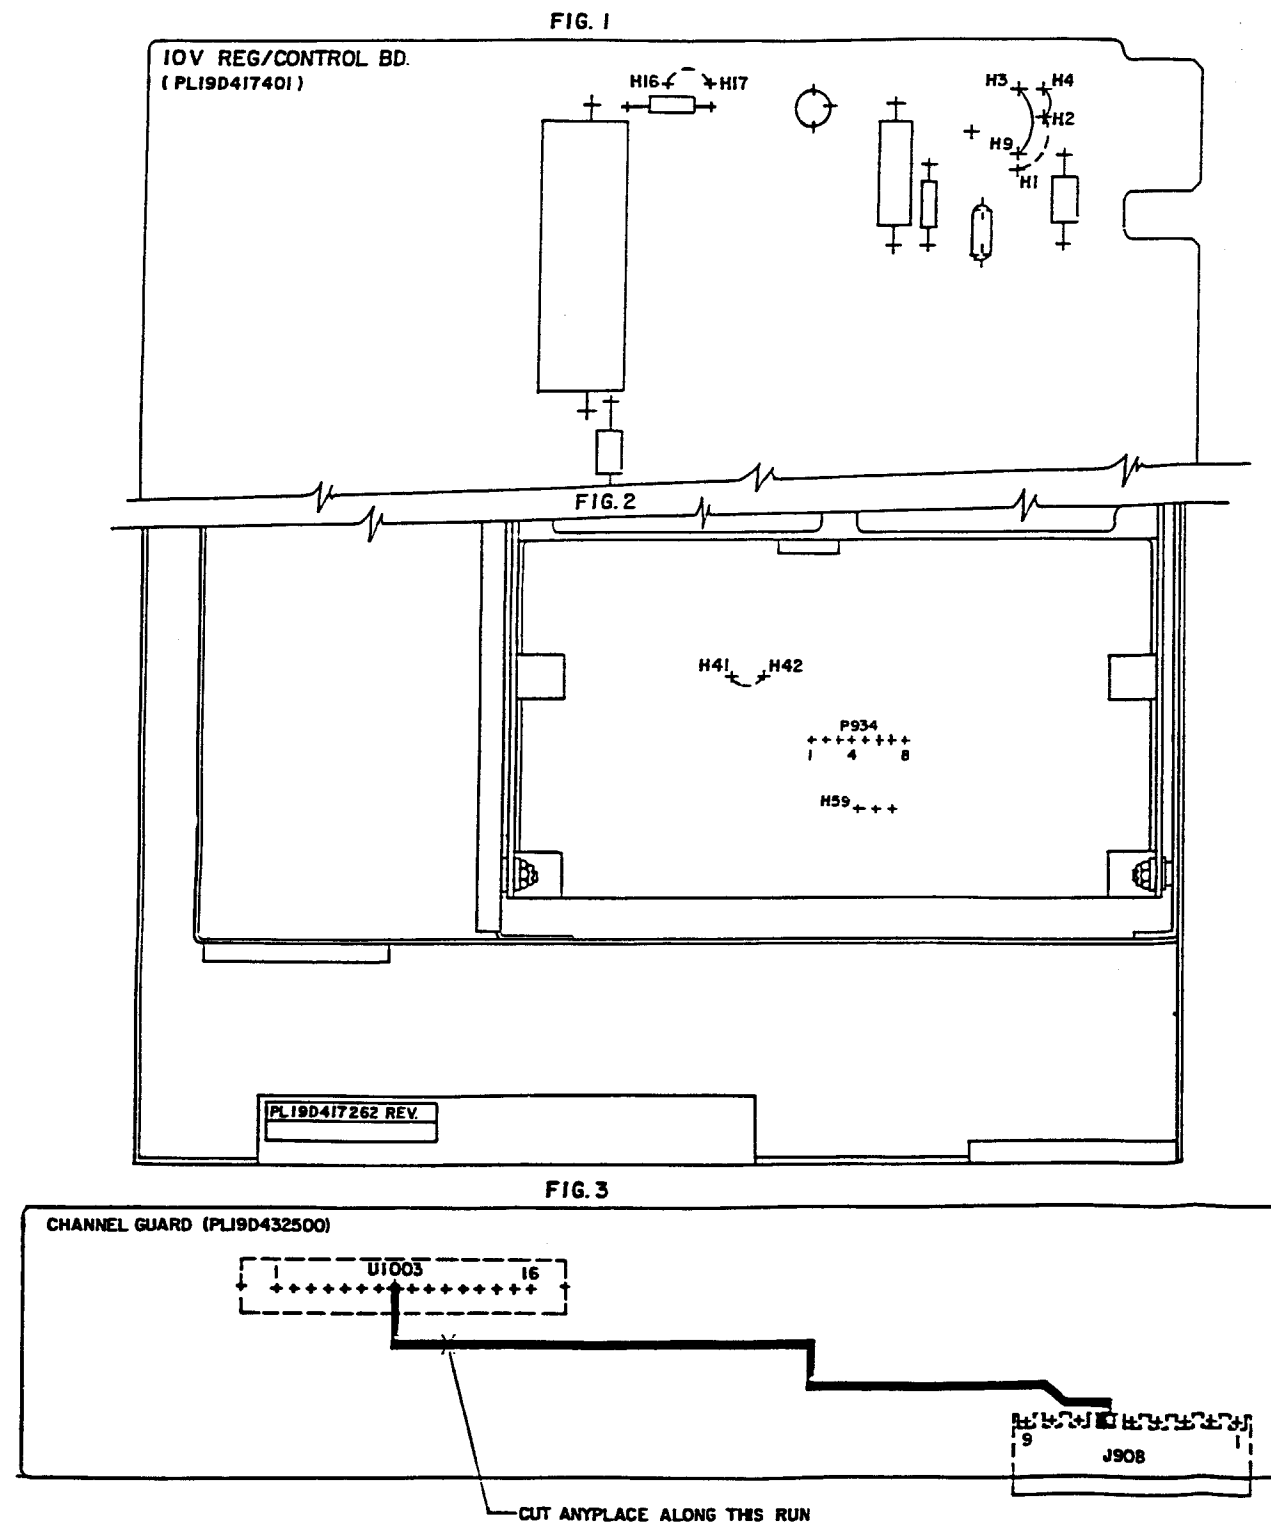 FIG. 1
10V REG/CONTROL BD.
(PL19D417401)
H16 H17
H3 H4
H2
H9
H1
FIG. 2
H41 H42
P934
1 4 8
H59
PL19D417262 REV.
FIG. 3
CHANNEL GUARD (PL19D432500)
1 U1003 16
9 1
J908
CUT ANYPLACE ALONG THIS RUN